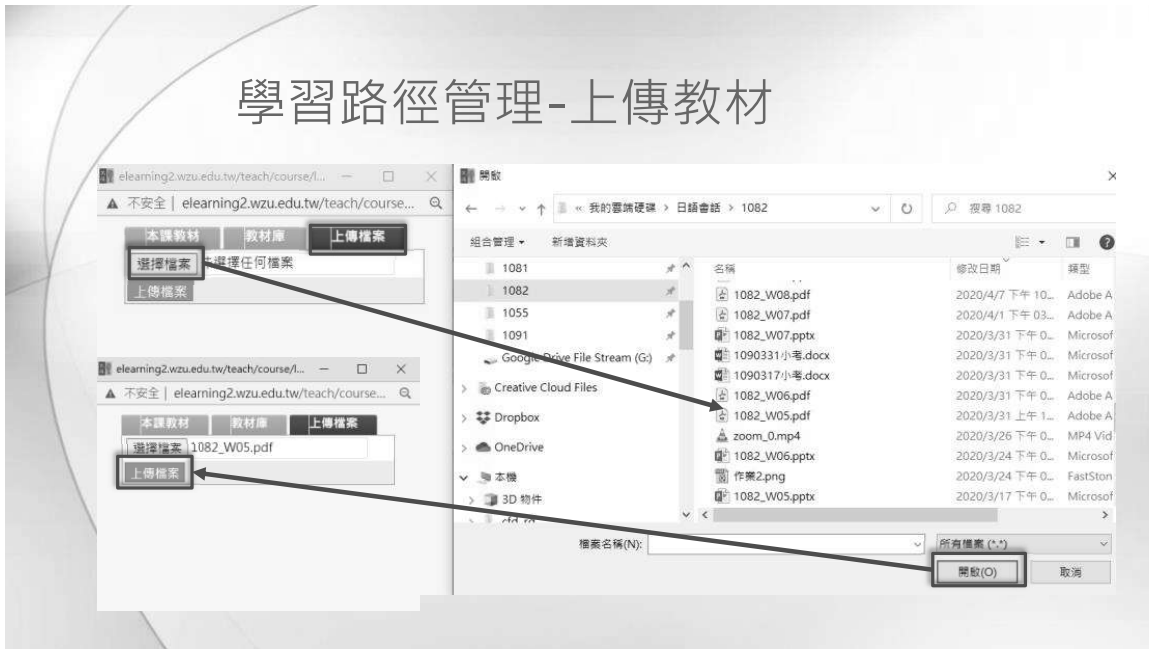 學習路徑管理-上傳教材
elearning2.wzu.edu.tw/teach/course/l...
不安全 | elearning2.wzu.edu.tw/teach/course...
本課教材 教材庫 上傳檔案
選擇檔案 選擇任何檔案
上傳檔案
elearning2.wzu.edu.tw/teach/course/l...
不安全 | elearning2.wzu.edu.tw/teach/course...
本課教材 教材庫 上傳檔案
選擇檔案 1082_W05.pdf
上傳檔案
開啟
« 我的雲端硬碟 > 日語會話 > 1082
搜尋 1082
組合管理 新增資料夾
1081
1082
1055
1091
Google Drive File Stream (G:)
Creative Cloud Files
Dropbox
OneDrive
本機
3D 物件
名稱 修改日期 類型
1082_W08.pdf 2020/4/7 下午 10... Adobe A
1082_W07.pdf 2020/4/1 下午 03... Adobe A
1082_W07.pptx 2020/3/31 下午 0... Microsof
1090331小考.docx 2020/3/31 下午 0... Microsof
1090317小考.docx 2020/3/31 下午 0... Microsof
1082_W06.pdf 2020/3/31 下午 0... Adobe A
1082_W05.pdf 2020/3/31 上午 1... Adobe A
zoom_0.mp4 2020/3/26 下午 0... MP4 Vid
1082_W06.pptx 2020/3/24 下午 0... Microsof
作業2.png 2020/3/24 下午 0... FastSton
1082_W05.pptx 2020/3/17 下午 0... Microsof
檔案名稱(N):
所有檔案 (*.*)
開啟(O) 取消